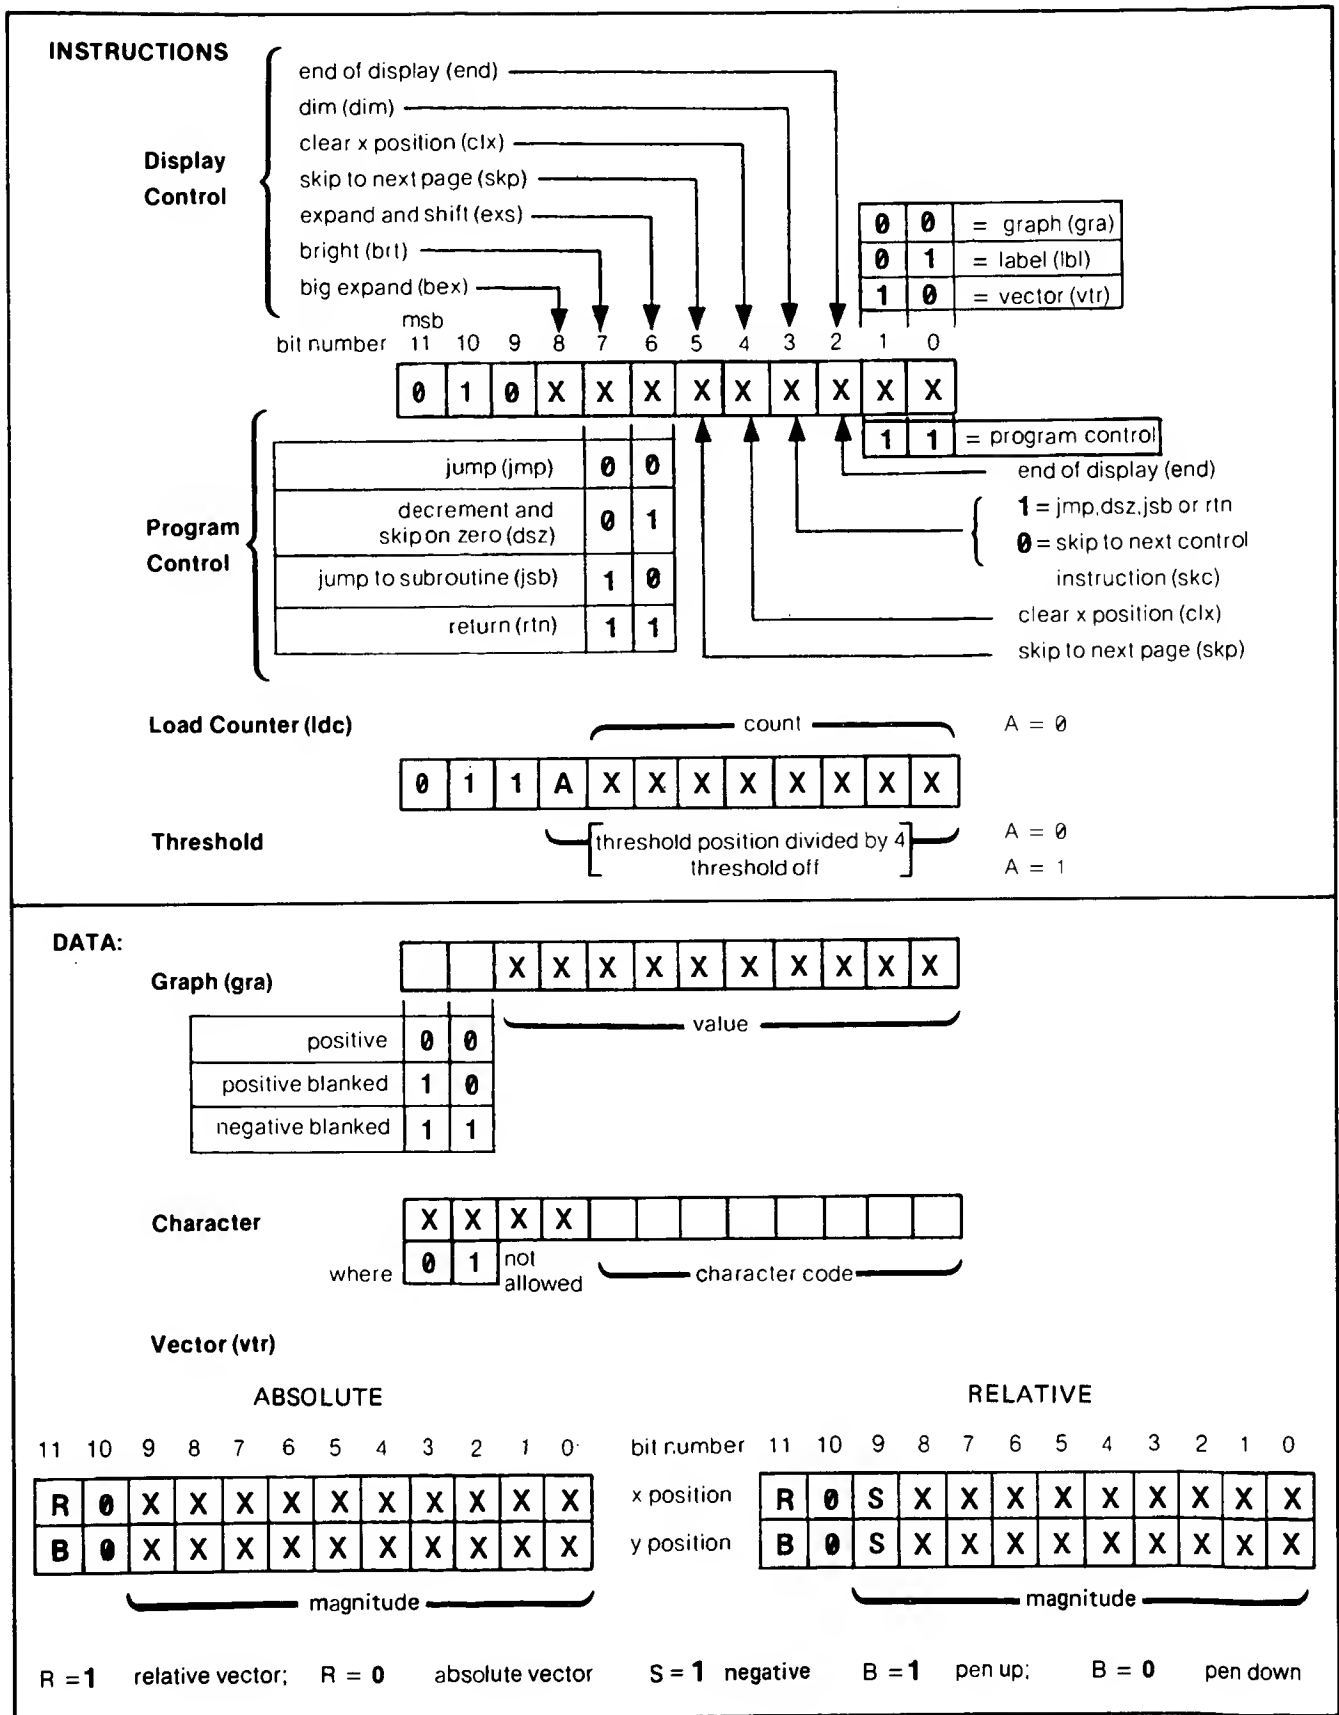 INSTRUCTIONS
Display
Control
end of display (end)
dim (dim)
clear x position (clx)
skip to next page (skp)
expand and shift (exs)
bright (brt)
big expand (bex)
0 0 = graph (gra)
0 1 = label (lbl)
1 0 = vector (vtr)
msb
bit number 11 10 9 8 7 6 5 4 3 2 1 0
0 1 0 X X X X X X X X X
1 1 = program control
Program
Control
jump (jmp) 0 0
decrement and
skip on zero (dsz) 0 1
jump to subroutine (jsb) 1 0
return (rtn) 1 1
end of display (end)
1 = jmp,dsz,jsb or rtn
0 = skip to next control
instruction (skc)
clear x position (clx)
skip to next page (skp)
Load Counter (ldc)
count A = 0
0 1 1 A X X X X X X X X
Threshold
threshold position divided by 4 A = 0
threshold off A = 1
DATA:
Graph (gra)
X X X X X X X X X X
value
positive 0 0
positive blanked 1 0
negative blanked 1 1
Character
X X X X
where 0 1 not
allowed
character code
Vector (vtr)
ABSOLUTE
11 10 9 8 7 6 5 4 3 2 1 0
R 0 X X X X X X X X X X
B 0 X X X X X X X X X X
magnitude
bit number
x position
y position
RELATIVE
11 10 9 8 7 6 5 4 3 2 1 0
R 0 S X X X X X X X X X
B 0 S X X X X X X X X X
magnitude
R = 1 relative vector; R = 0 absolute vector S = 1 negative B = 1 pen up; B = 0 pen down